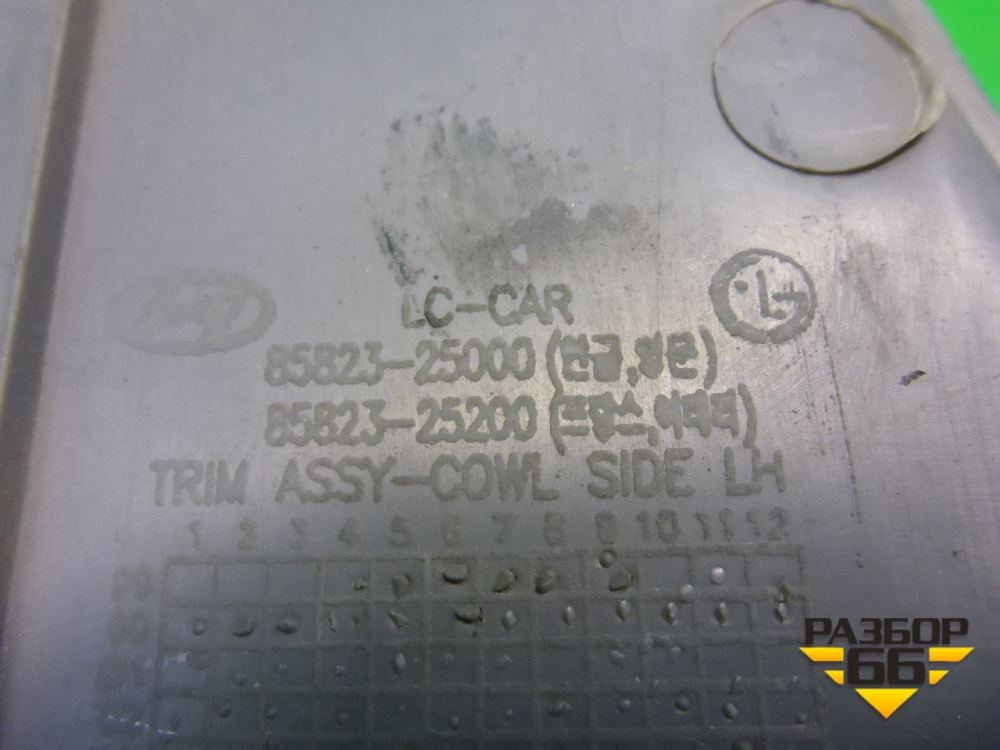 LC-CAR
LG
85823-25000
85823-25200
TRIM ASSY-COWL SIDE LH
1 2 3 4 5 6 7 8 9 10 11 12
РАЗБОР
66